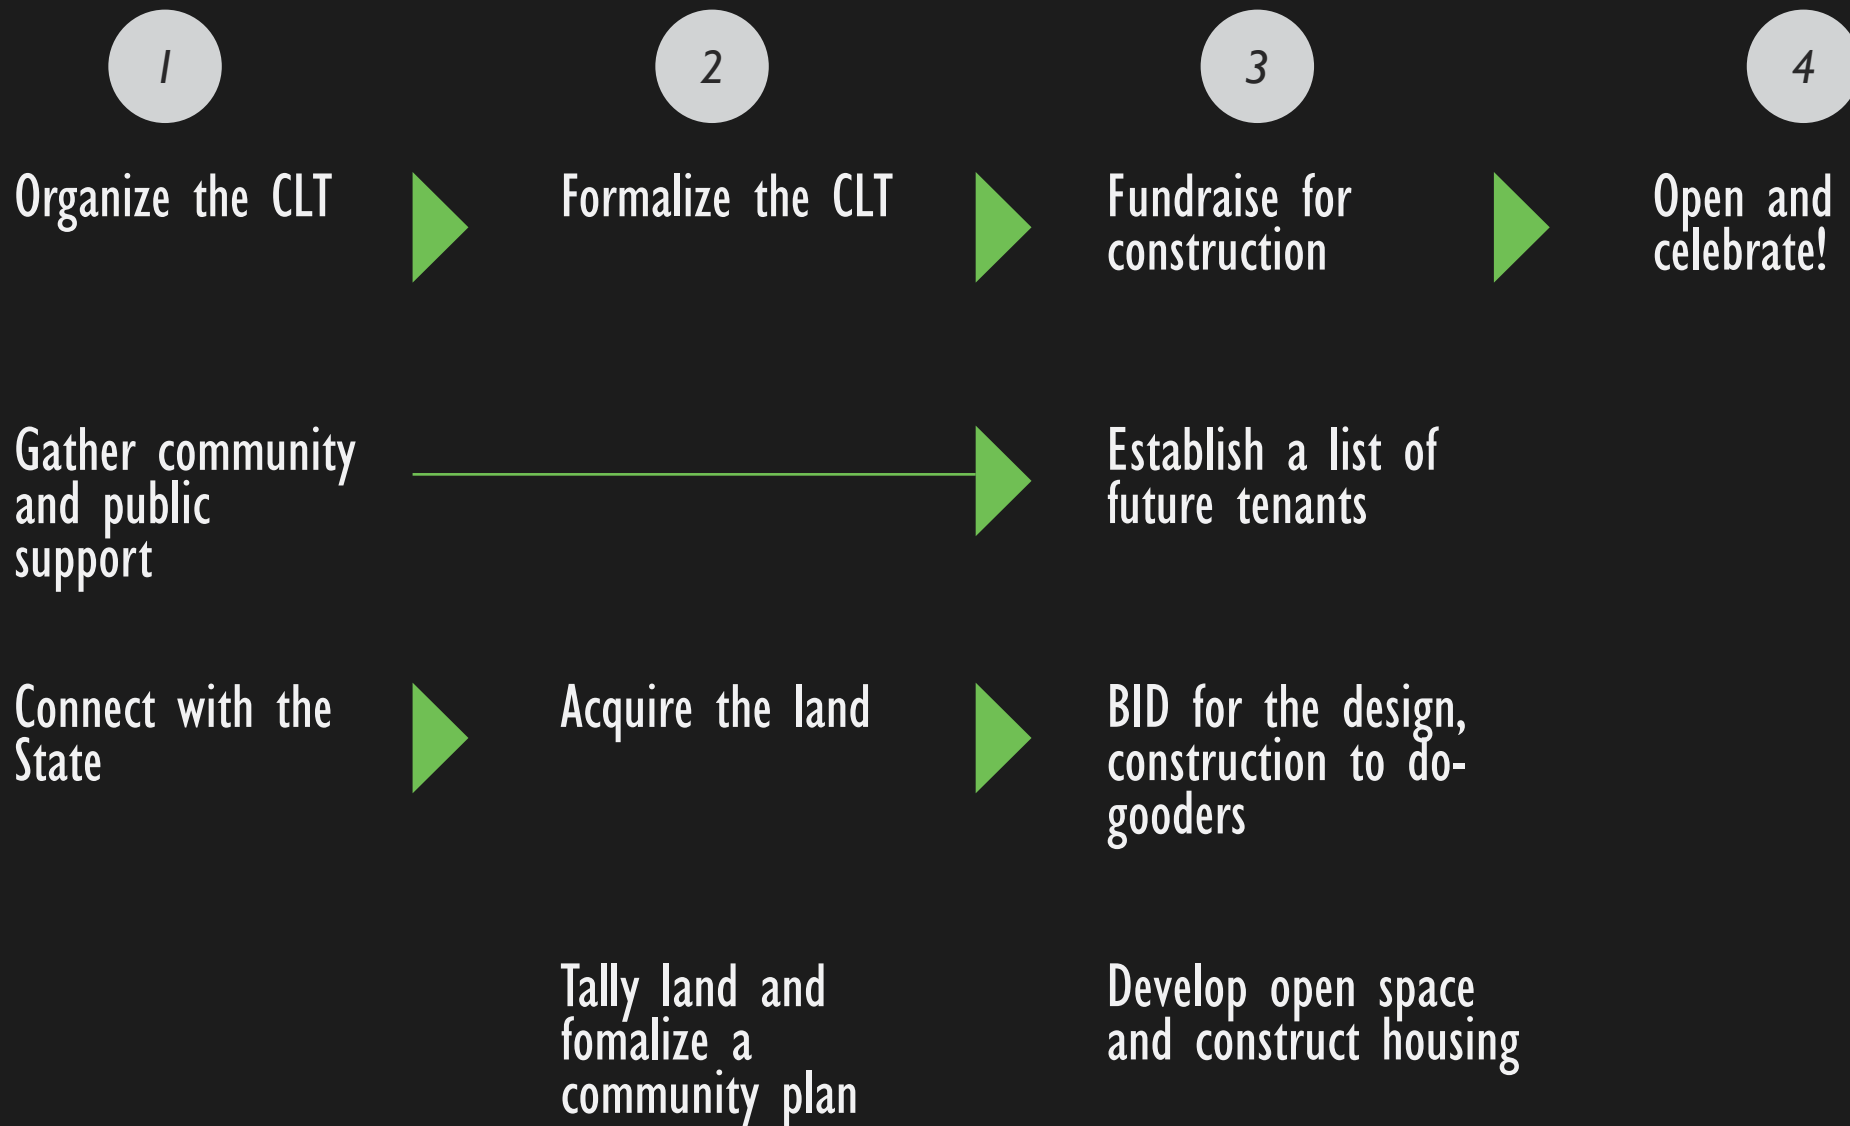 1
2
3
4
Organize the CLT
Formalize the CLT
Fundraise for
construction
Open and
celebrate!
Gather community
and public
support
Establish a list of
future tenants
Connect with the
State
Acquire the land
BID for the design,
construction to do-
gooders
Tally land and
fomalize a
community plan
Develop open space
and construct housing